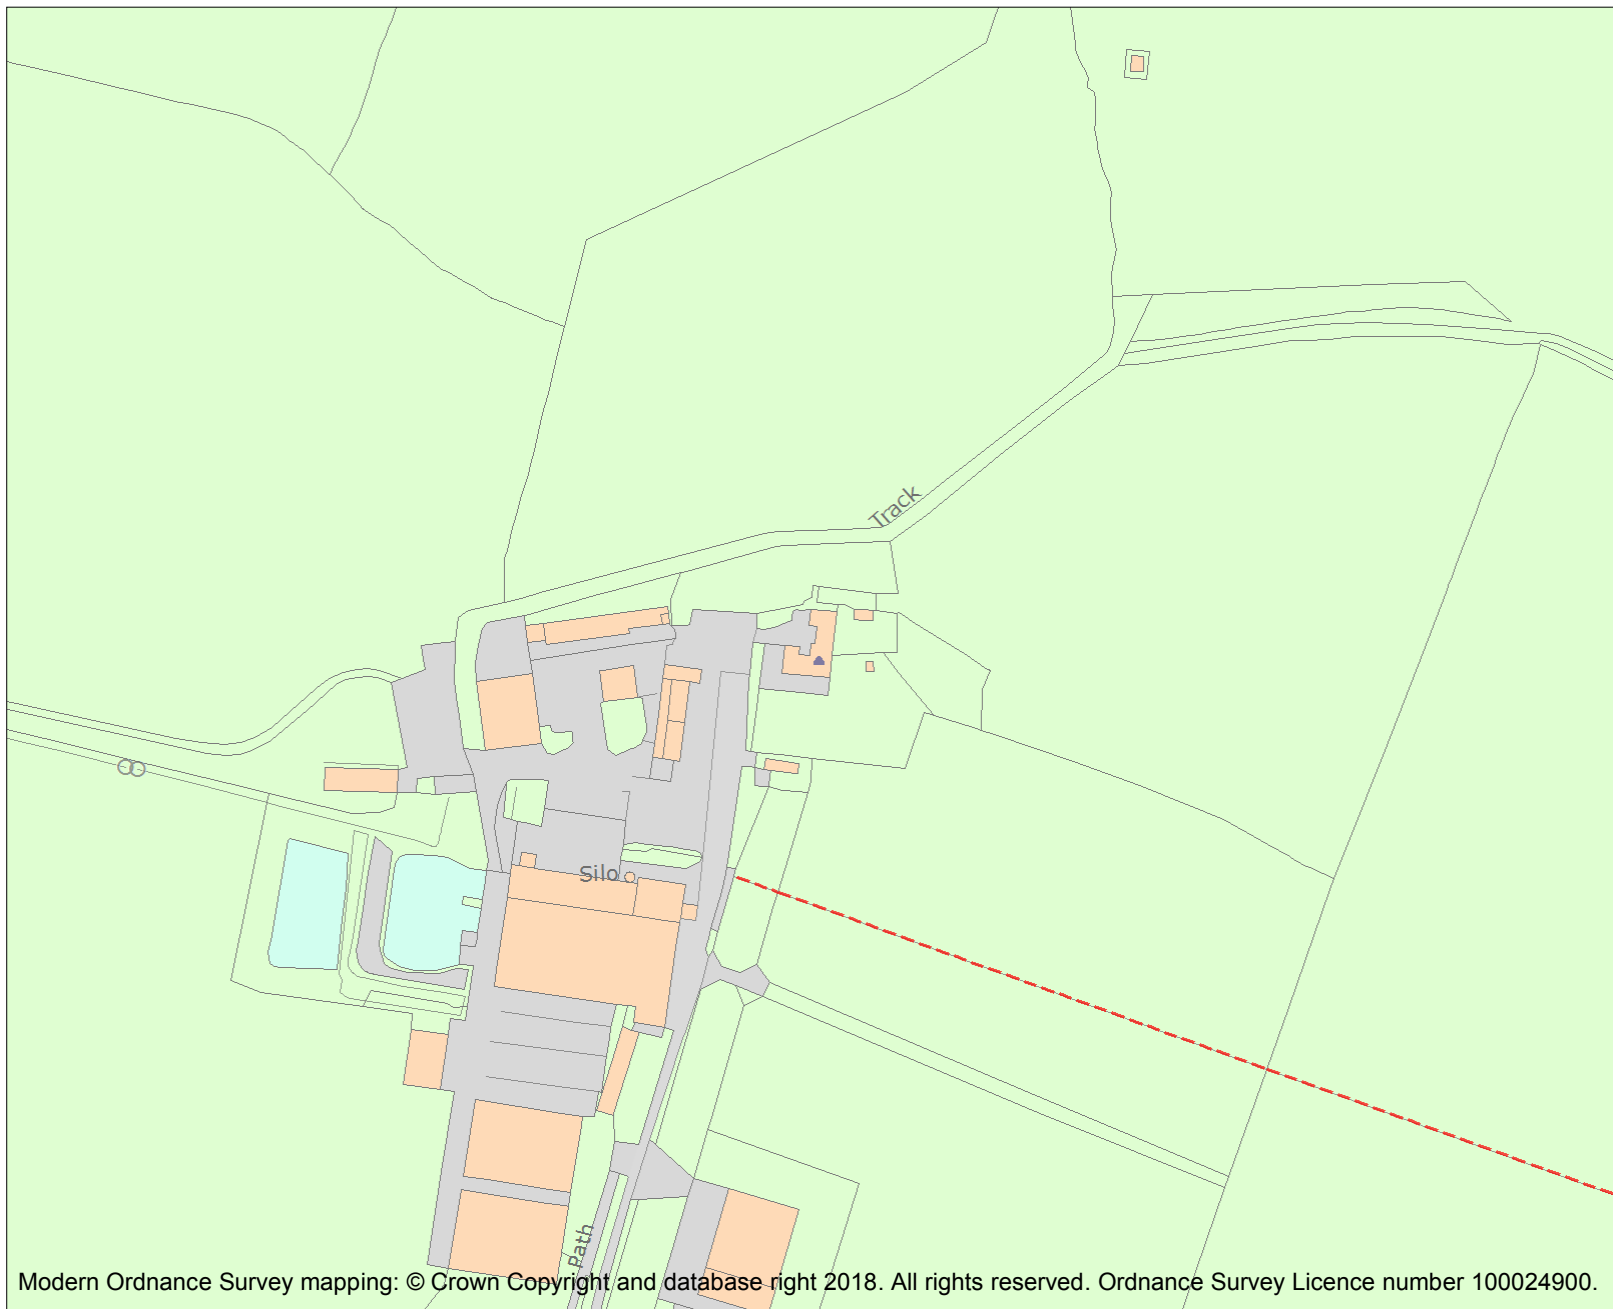 Track
Silo
Path
Modern Ordnance Survey mapping: © Crown Copyright and database right 2018. All rights reserved. Ordnance Survey Licence number 100024900.